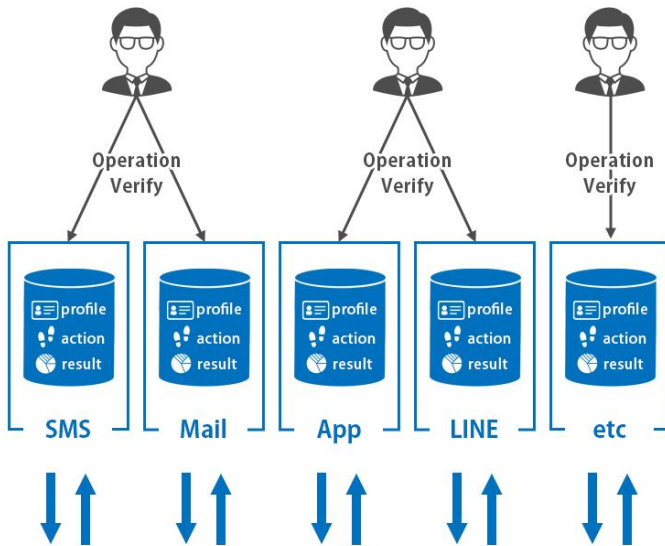 Operation
Verify
Operation
Verify
Operation
Verify
profile
action
result
SMS
profile
action
result
Mail
profile
action
result
App
profile
action
result
LINE
profile
action
result
etc